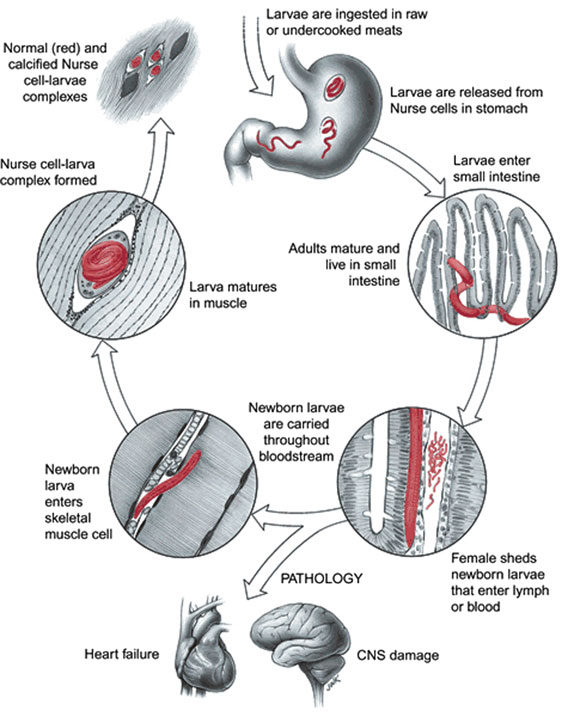 Larvae are ingested in raw
or undercooked meats
Normal (red) and
calcified Nurse
cell-larvae
complexes
Larvae are released from
Nurse cells in stomach
Larvae enter
small intestine
Nurse cell-larva
complex formed
Adults mature and
live in small
intestine
Larva matures
in muscle
Newborn larvae
are carried
throughout
bloodstream
Newborn
larva
enters
skeletal
muscle cell
Female sheds
newborn larvae
that enter lymph
or blood
PATHOLOGY
Heart failure
CNS damage